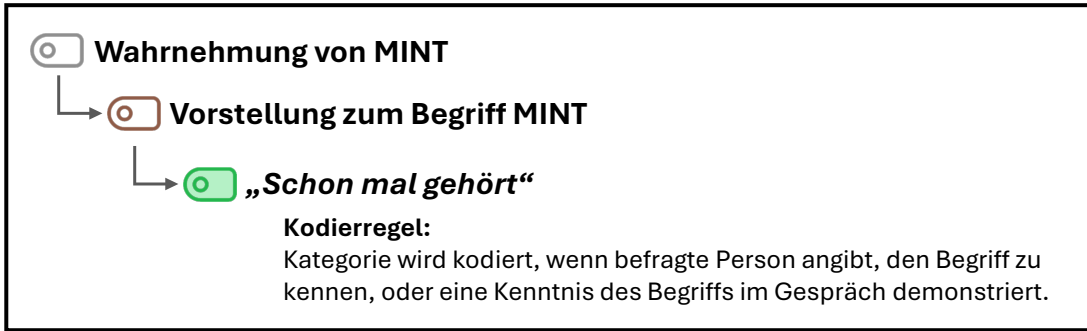 Wahrnehmung von MINT
Vorstellung zum Begriff MINT
„Schon mal gehört“
Kodierregel:
Kategorie wird kodiert, wenn befragte Person angibt, den Begriff zu
kennen, oder eine Kenntnis des Begriffs im Gespräch demonstriert.